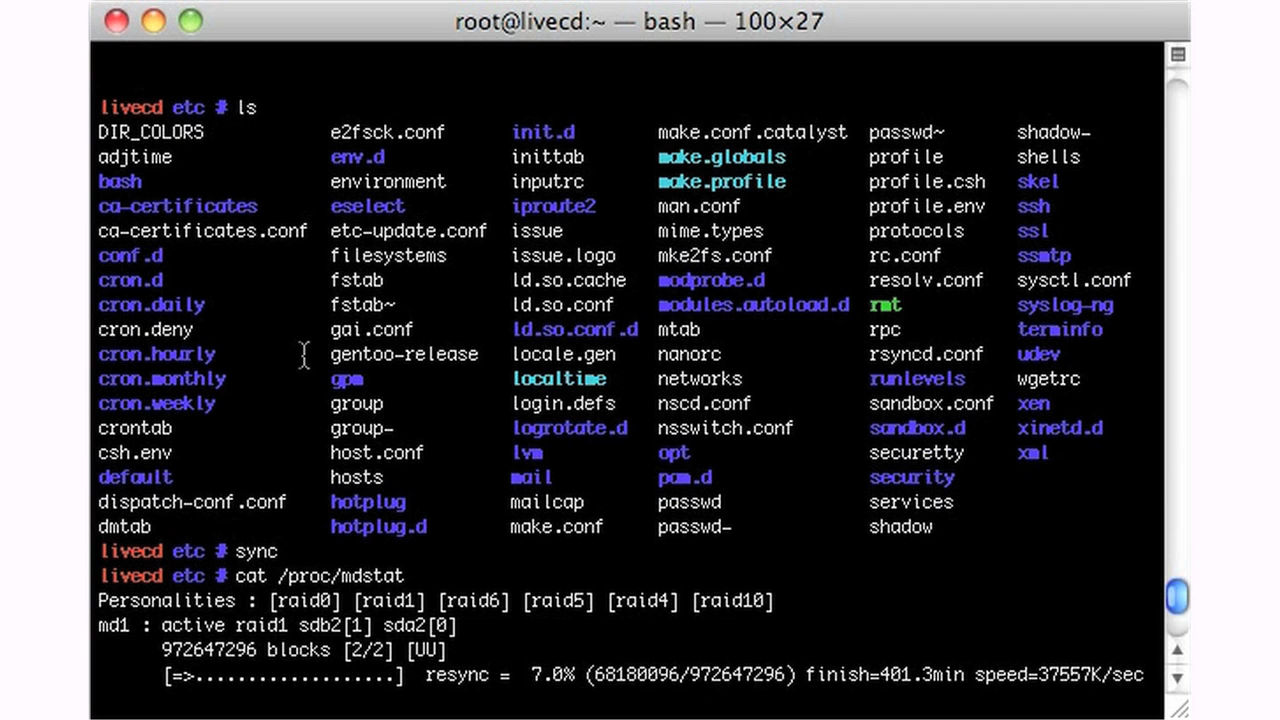 root@livecd:~ — bash — 100×27
livecd etc # ls
DIR_COLORS e2fsck.conf init.d make.conf.catalyst passwd~ shadow-
adjtime env.d inittab make.globals profile shells
bash environment inputrc make.profile profile.csh skel
ca-certificates eselect iproute2 man.conf profile.env ssh
ca-certificates.conf etc-update.conf issue mime.types protocols ssl
conf.d filesystems issue.logo mke2fs.conf rc.conf ssmtp
cron.d fstab ld.so.cache modprobe.d resolv.conf sysctl.conf
cron.daily fstab~ ld.so.conf modules.autoload.d rmt syslog-ng
cron.deny gai.conf ld.so.conf.d mtab rpc terminfo
cron.hourly gentoo-release locale.gen nanorc rsyncd.conf udev
cron.monthly gpm localtime networks runlevels wgetrc
cron.weekly group login.defs nscd.conf sandbox.conf xen
crontab group- logrotate.d nsswitch.conf sandbox.d xinetd.d
csh.env host.conf lvm opt securetty xml
default hosts mail pam.d security
dispatch-conf.conf hotplug mailcap passwd services
dmtab hotplug.d make.conf passwd- shadow
livecd etc # sync
livecd etc # cat /proc/mdstat
Personalities : [raid0] [raid1] [raid6] [raid5] [raid4] [raid10]
md1 : active raid1 sdb2[1] sda2[0]
972647296 blocks [2/2] [UU]
[=>...................] resync = 7.0% (68180096/972647296) finish=401.3min speed=37557K/sec